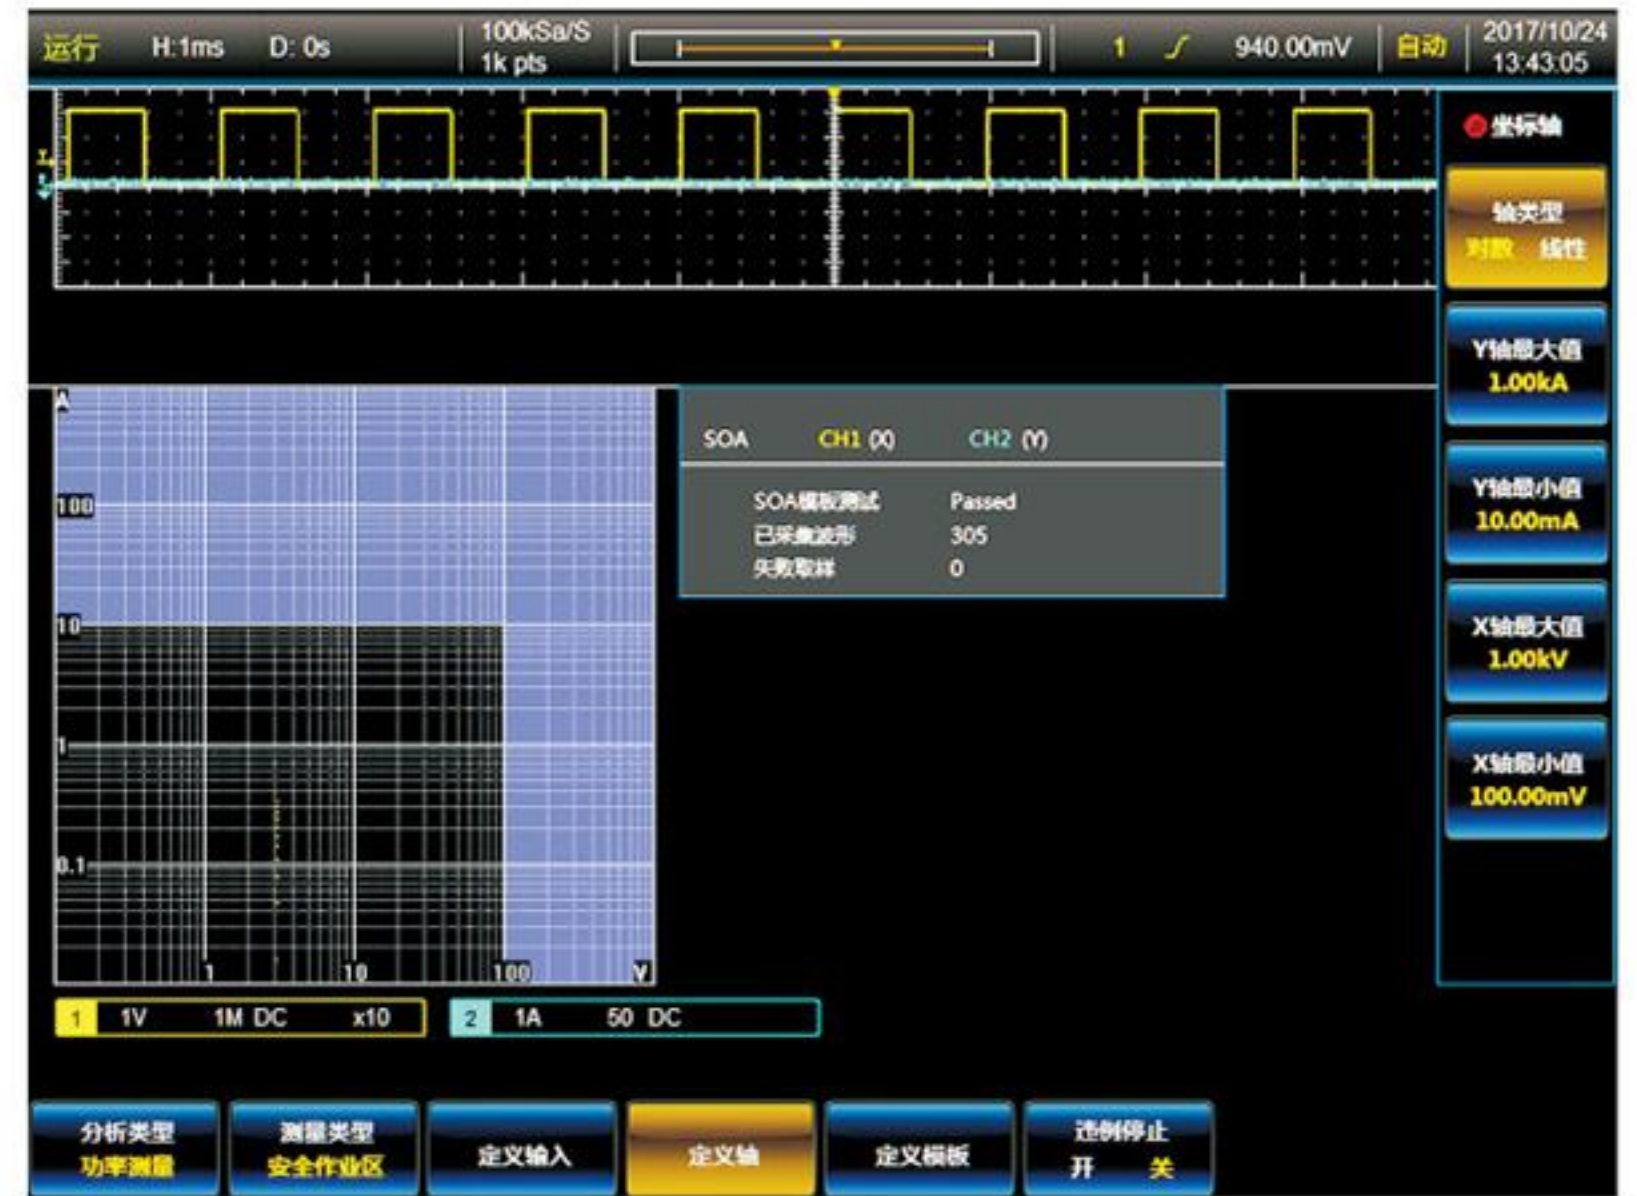 运行 H:1ms D: 0s 100kSa/S 1 940.00mV 自动 2017/10/24
1k pts 13:43:05
坐标轴
轴类型
对数 线性
Y轴最大值
1.00kA
Y轴最小值
10.00mA
X轴最大值
1.00kV
X轴最小值
100.00mV
A
100
10
1
0.1
1 10 100 V
SOA CH1 (X) CH2 (Y)
SOA模板测试 Passed
已采集波形 305
失败取样 0
1 1V 1M DC x10 2 1A 50 DC
分析类型
功率测量
测量类型
安全作业区
定义输入
定义轴
定义模板
违例停止
开 关